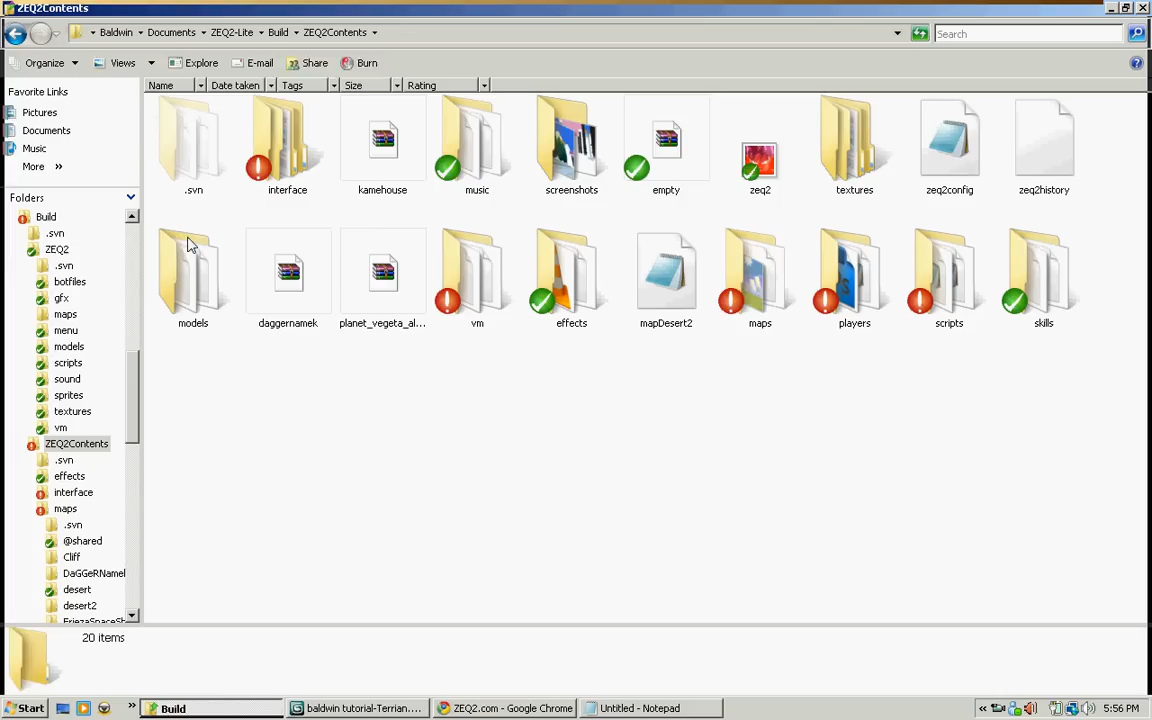 ZEQ2Contents
Baldwin Documents ZEQ2-Lite Build ZEQ2Contents
Search
Organize Views Explore E-mail Share Burn
Favorite Links
Pictures
Documents
Music
More »
Folders
Build
.svn
ZEQ2
.svn
botfiles
gfx
maps
menu
models
scripts
sound
sprites
textures
vm
ZEQ2Contents
.svn
effects
interface
maps
.svn
@shared
Cliff
DaGGeRNamel
desert
desert2
FriezaSpaceSh
Name Date taken Tags Size Rating
.svn interface kamehouse music screenshots empty zeq2 textures zeq2config zeq2history
models daggernamek planet_vegeta_al... vm effects mapDesert2 maps players scripts skills
20 items
Start » Build baldwin tutorial-Terrian.... ZEQ2.com - Google Chrome Untitled - Notepad « 5:56 PM